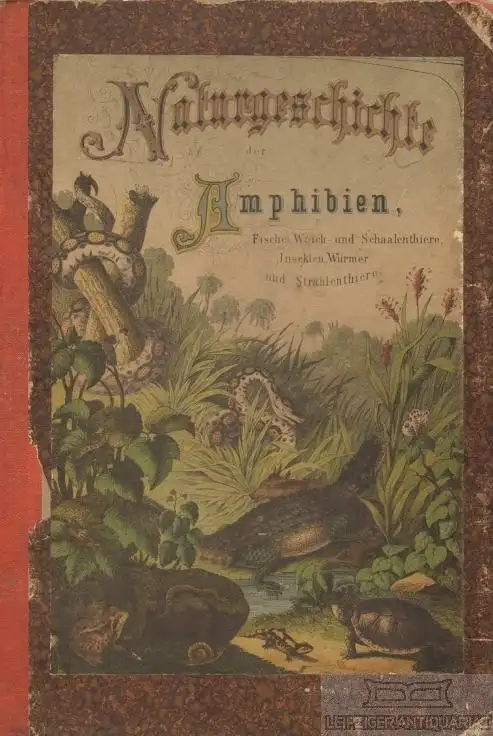 Naturgeschichte
der
Amphibien,
Fische, Weich- und Schaalenthiere,
Insekten, Würmer
und Strahlenthiere
LEIPZIGER ANTIQUARIAT